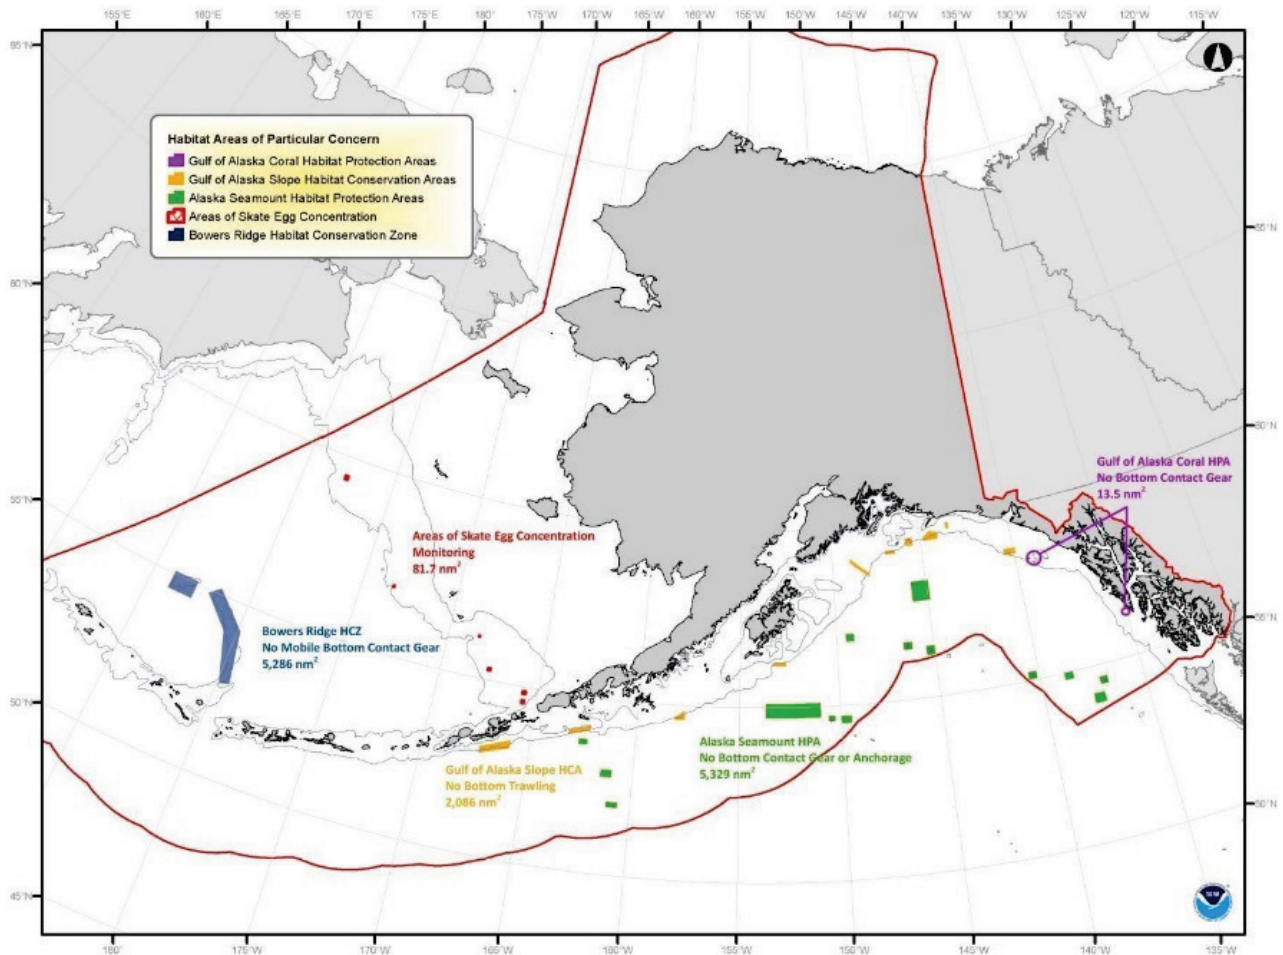 155°E 160°E 165°E 170°E 175°E 180° 175°W 170°W 165°W 160°W 155°W 150°W 145°W 140°W 135°W 130°W 125°W 120°W 115°W
65°N
Habitat Areas of Particular Concern
Gulf of Alaska Coral Habitat Protection Areas
Gulf of Alaska Slope Habitat Conservation Areas
Alaska Seamount Habitat Protection Areas
Areas of Skate Egg Concentration
Bowers Ridge Habitat Conservation Zone
65°N
60°N
60°N
Gulf of Alaska Coral HPA
No Bottom Contact Gear
13.5 nm²
55°N
Areas of Skate Egg Concentration
Monitoring
81.7 nm²
55°N
Bowers Ridge HCZ
No Mobile Bottom Contact Gear
5,286 nm²
50°N
Alaska Seamount HPA
No Bottom Contact Gear or Anchorage
5,329 nm²
Gulf of Alaska Slope HCA
No Bottom Trawling
2,086 nm²
50°N
45°N
180° 175°W 170°W 165°W 160°W 155°W 150°W 145°W 140°W 135°W